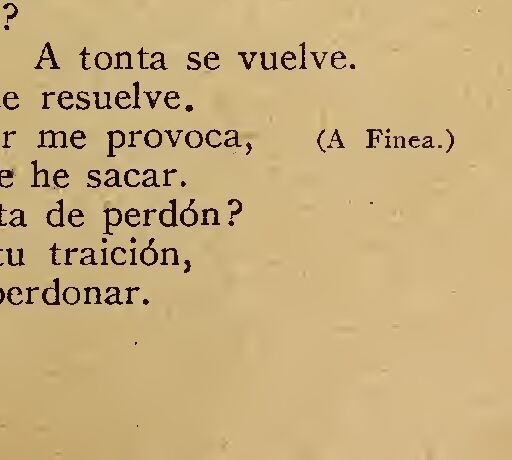 ?
A tonta se vuelve.
e resuelve.
r me provoca, (A Finea.)
e he sacar.
ta de perdón?
tu traición,
perdonar.